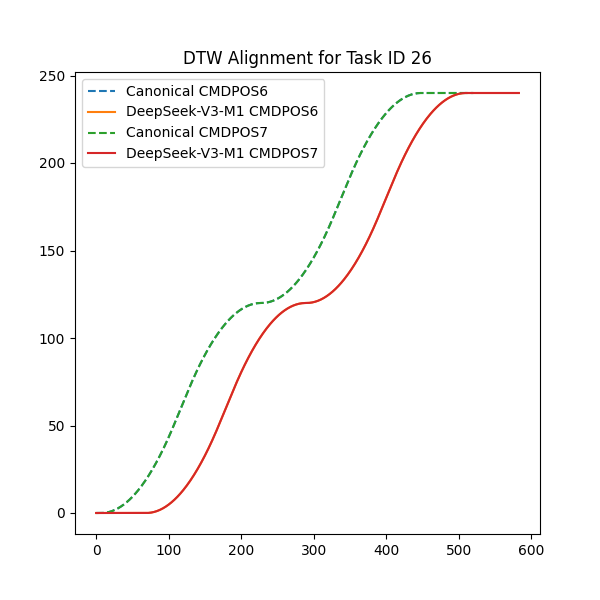 DTW Alignment for Task ID 26
Canonical CMDPOS6
DeepSeek-V3-M1 CMDPOS6
Canonical CMDPOS7
DeepSeek-V3-M1 CMDPOS7
250
200
150
100
50
0
0 100 200 300 400 500 600